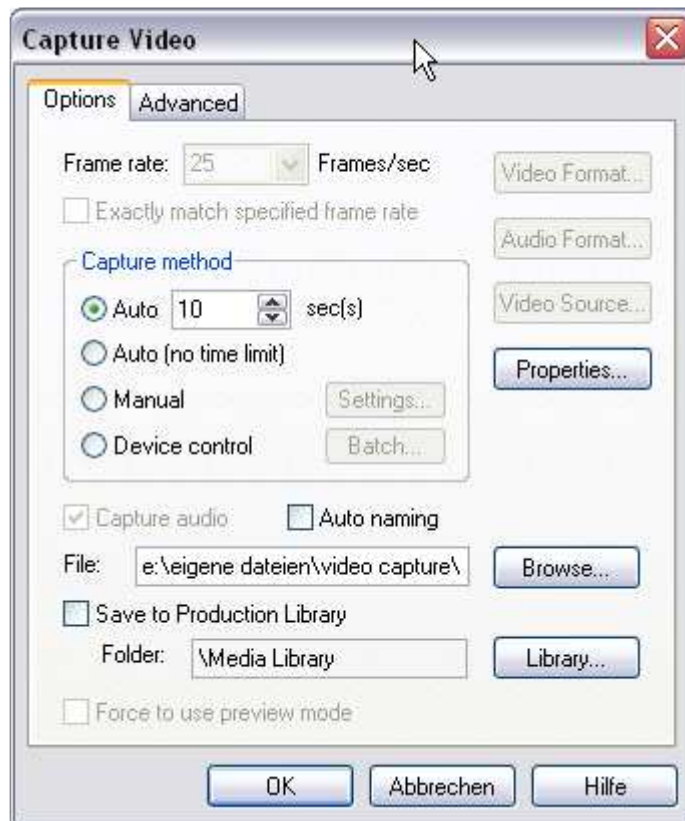 Capture Video
Options Advanced
Frame rate: 25 Frames/sec Video Format...
Exactly match specified frame rate
Audio Format...
Capture method
Auto 10 sec(s) Video Source...
Auto (no time limit) Properties...
Manual Settings...
Device control Batch...
Capture audio Auto naming
File: e:\eigene dateien\video capture\ Browse...
Save to Production Library
Folder: \Media Library Library...
Force to use preview mode
OK Abbrechen Hilfe